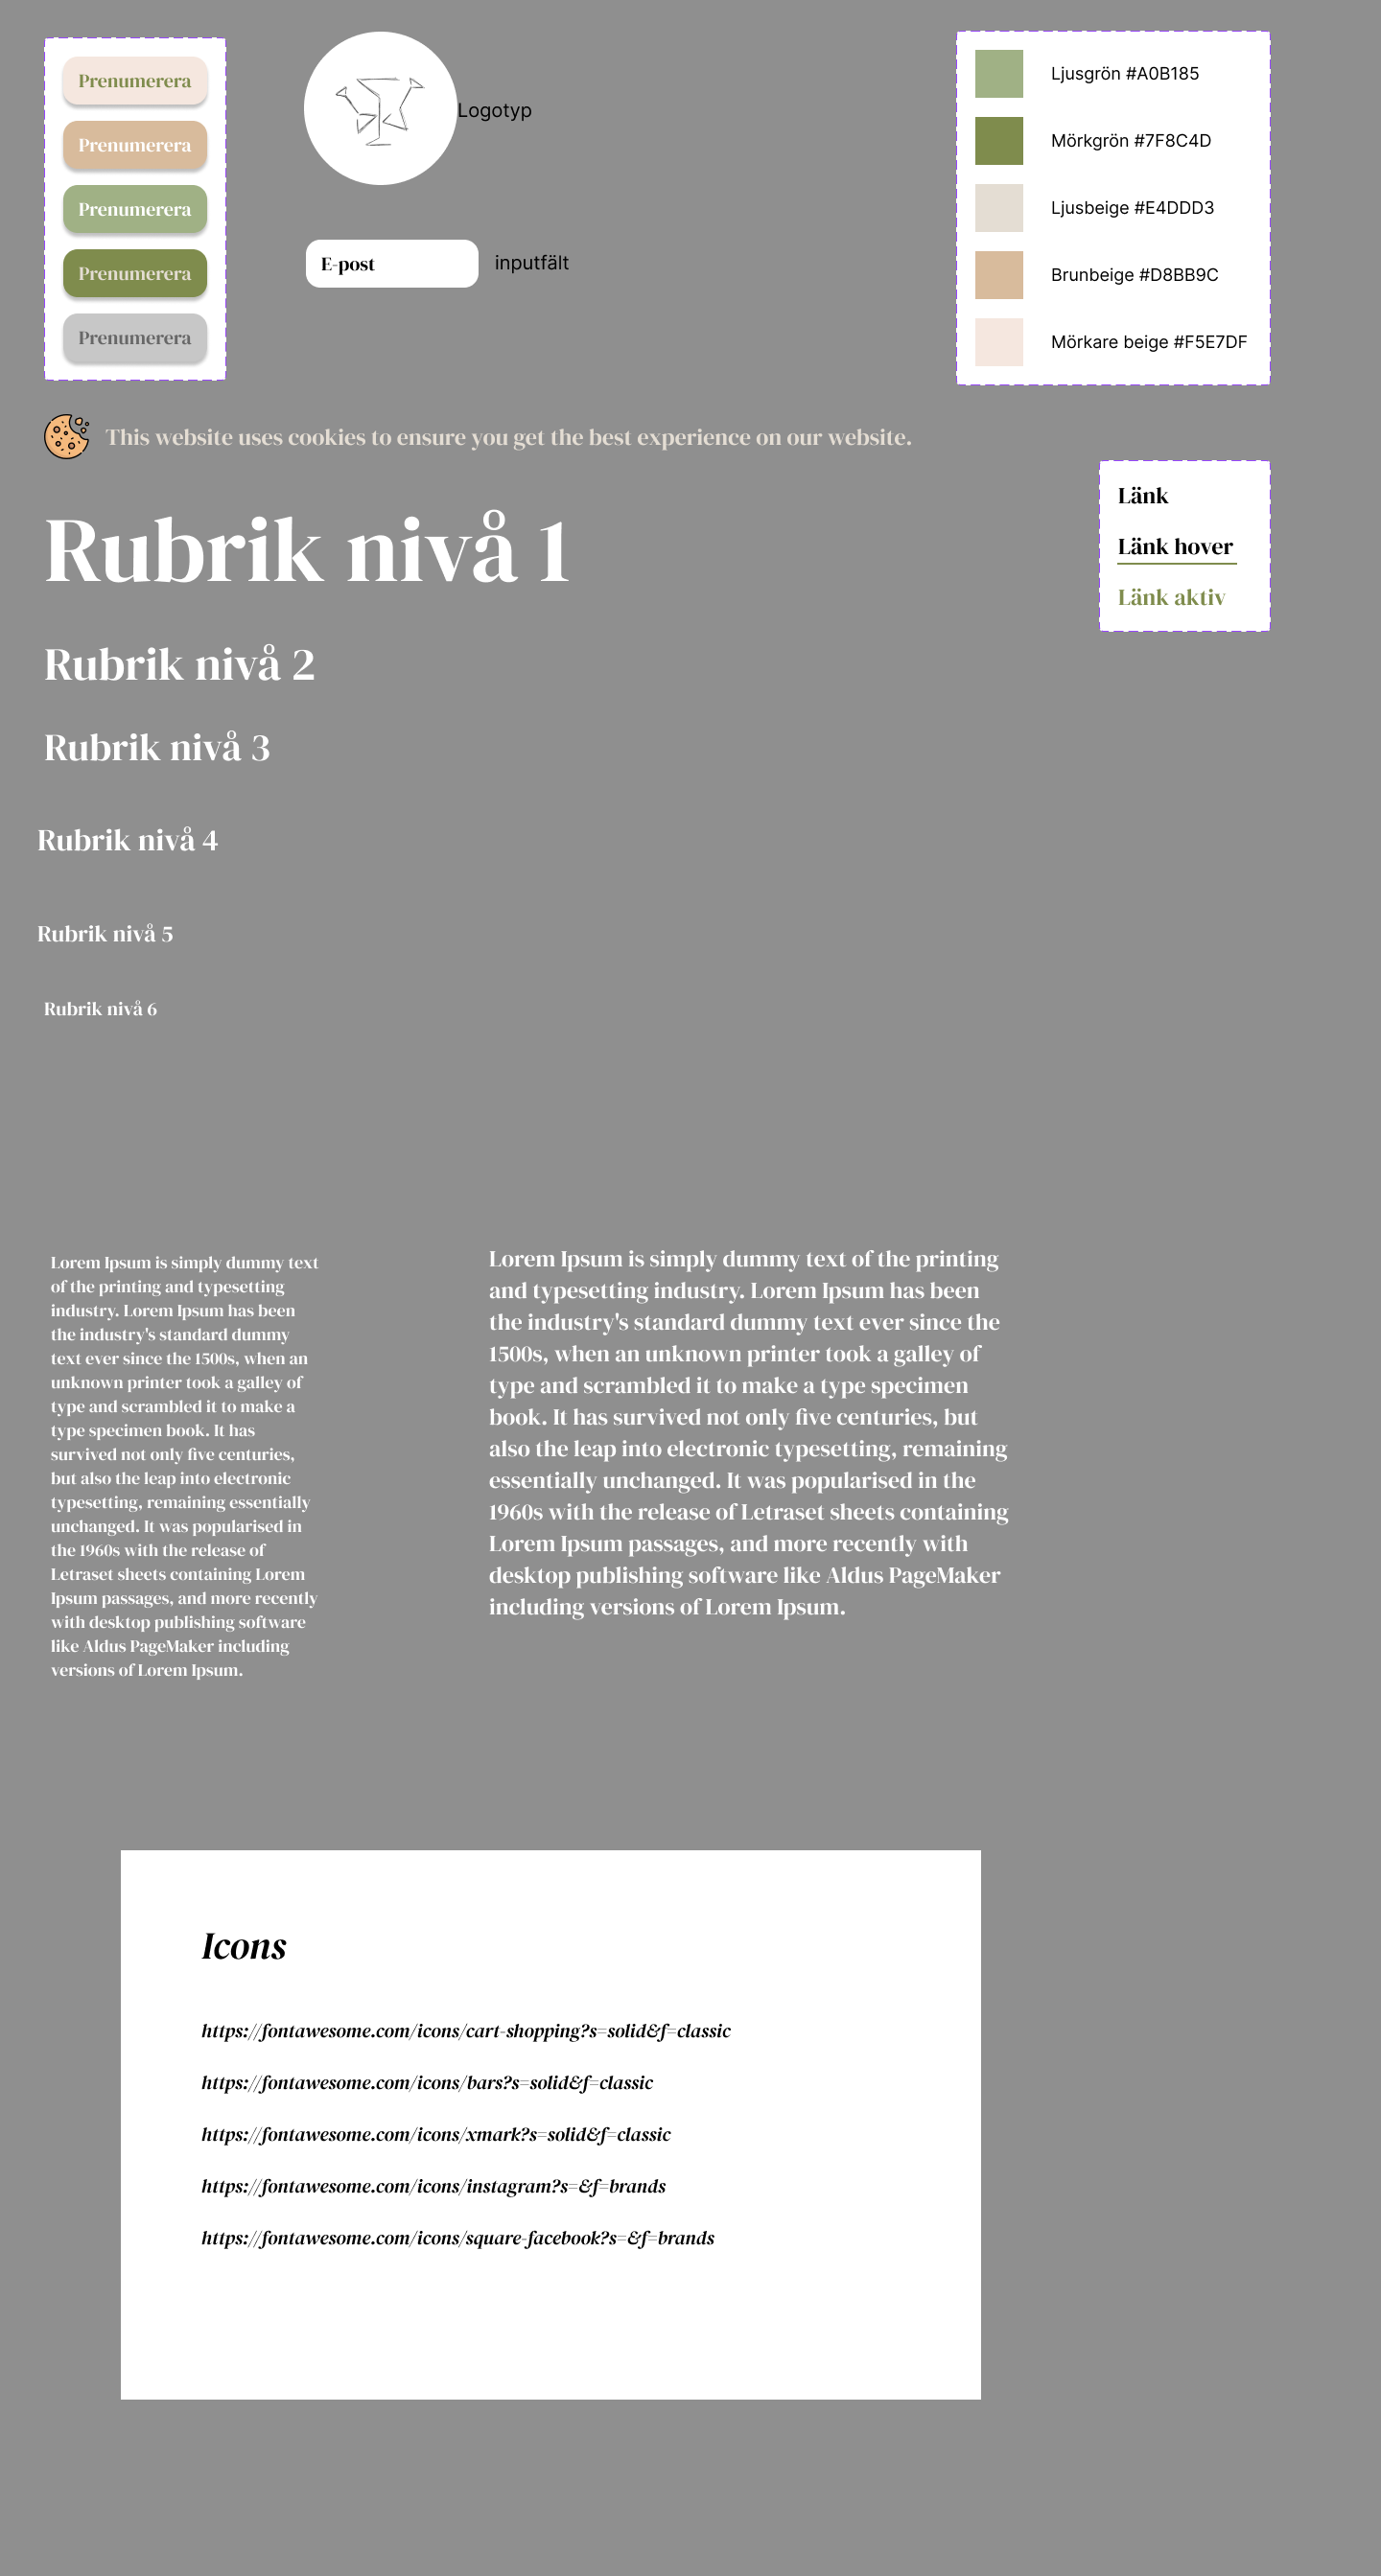 Prenumerera
Prenumerera
Prenumerera
Prenumerera
Prenumerera
Logotyp
E-post
inputfält
Ljusgrön #A0B185
Mörkgrön #7F8C4D
Ljusbeige #E4DDD3
Brunbeige #D8BB9C
Mörkare beige #F5E7DF
This website uses cookies to ensure you get the best experience on our website.
Länk
Länk hover
Länk aktiv
Rubrik nivå 1
Rubrik nivå 2
Rubrik nivå 3
Rubrik nivå 4
Rubrik nivå 5
Rubrik nivå 6
Lorem Ipsum is simply dummy text
of the printing and typesetting
industry. Lorem Ipsum has been
the industry's standard dummy
text ever since the 1500s, when an
unknown printer took a galley of
type and scrambled it to make a
type specimen book. It has
survived not only five centuries,
but also the leap into electronic
typesetting, remaining essentially
unchanged. It was popularised in
the 1960s with the release of
Letraset sheets containing Lorem
Ipsum passages, and more recently
with desktop publishing software
like Aldus PageMaker including
versions of Lorem Ipsum.
Lorem Ipsum is simply dummy text of the printing
and typesetting industry. Lorem Ipsum has been
the industry's standard dummy text ever since the
1500s, when an unknown printer took a galley of
type and scrambled it to make a type specimen
book. It has survived not only five centuries, but
also the leap into electronic typesetting, remaining
essentially unchanged. It was popularised in the
1960s with the release of Letraset sheets containing
Lorem Ipsum passages, and more recently with
desktop publishing software like Aldus PageMaker
including versions of Lorem Ipsum.
Icons
https://fontawesome.com/icons/cart-shopping?s=solid&f=classic
https://fontawesome.com/icons/bars?s=solid&f=classic
https://fontawesome.com/icons/xmark?s=solid&f=classic
https://fontawesome.com/icons/instagram?s=&f=brands
https://fontawesome.com/icons/square-facebook?s=&f=brands